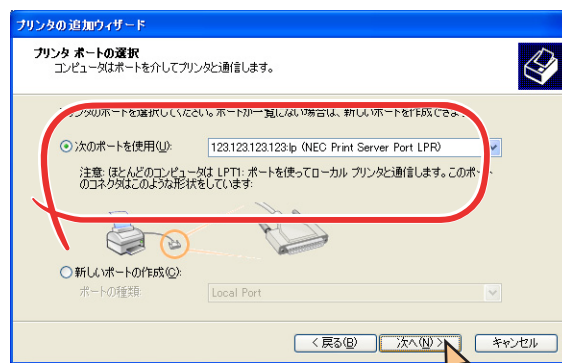 プリンタの追加ウィザード
プリンタ ポートの選択
コンピュータはポートを介してプリンタと通信します。
プリンタのポートを選択してください。ポートが一覧にない場合は、新しいポートを作成できます。
次のポートを使用(U):
123.123.123.123:lp (NEC Print Server Port LPR)
注意: ほとんどのコンピュータは LPT1: ポートを使ってローカル プリンタと通信します。このポート
のコネクタはこのような形状をしています:
新しいポートの作成(C):
ポートの種類:
Local Port
< 戻る(B)
次へ(N) >
キャンセル